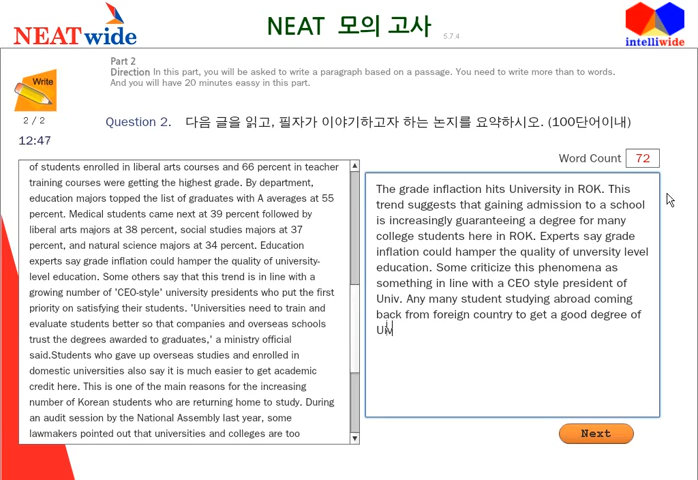 NEATwide
NEAT 모의 고사
5.7.4
intelliwide
Write
2 / 2
12:47
Part 2
Direction In this part, you will be asked to write a paragraph based on a passage. You need to write more than to words.
And you will have 20 minutes eassy in this part.
Question 2. 다음 글을 읽고, 필자가 이야기하고자 하는 논지를 요약하시오. (100단어이내)
Word Count 72
of students enrolled in liberal arts courses and 66 percent in teacher
training courses were getting the highest grade. By department,
education majors topped the list of graduates with A averages at 55
percent. Medical students came next at 39 percent followed by
liberal arts majors at 38 percent, social studies majors at 37
percent, and natural science majors at 34 percent. Education
experts say grade inflation could hamper the quality of university-
level education. Some others say that this trend is in line with a
growing number of 'CEO-style' university presidents who put the first
priority on satisfying their students. 'Universities need to train and
evaluate students better so that companies and overseas schools
trust the degrees awarded to graduates,' a ministry official
said.Students who gave up overseas studies and enrolled in
domestic universities also say it is much easier to get academic
credit here. This is one of the main reasons for the increasing
number of Korean students who are returning home to study. During
an audit session by the National Assembly last year, some
lawmakers pointed out that universities and colleges are too
The grade inflaction hits University in ROK. This
trend suggests that gaining admission to a school
is increasingly guaranteeing a degree for many
college students here in ROK. Experts say grade
inflation could hamper the quality of unversity level
education. Some criticize this phenomena as
something in line with a CEO style president of
Univ. Any many student studying abroad coming
back from foreign country to get a good degree of
Next